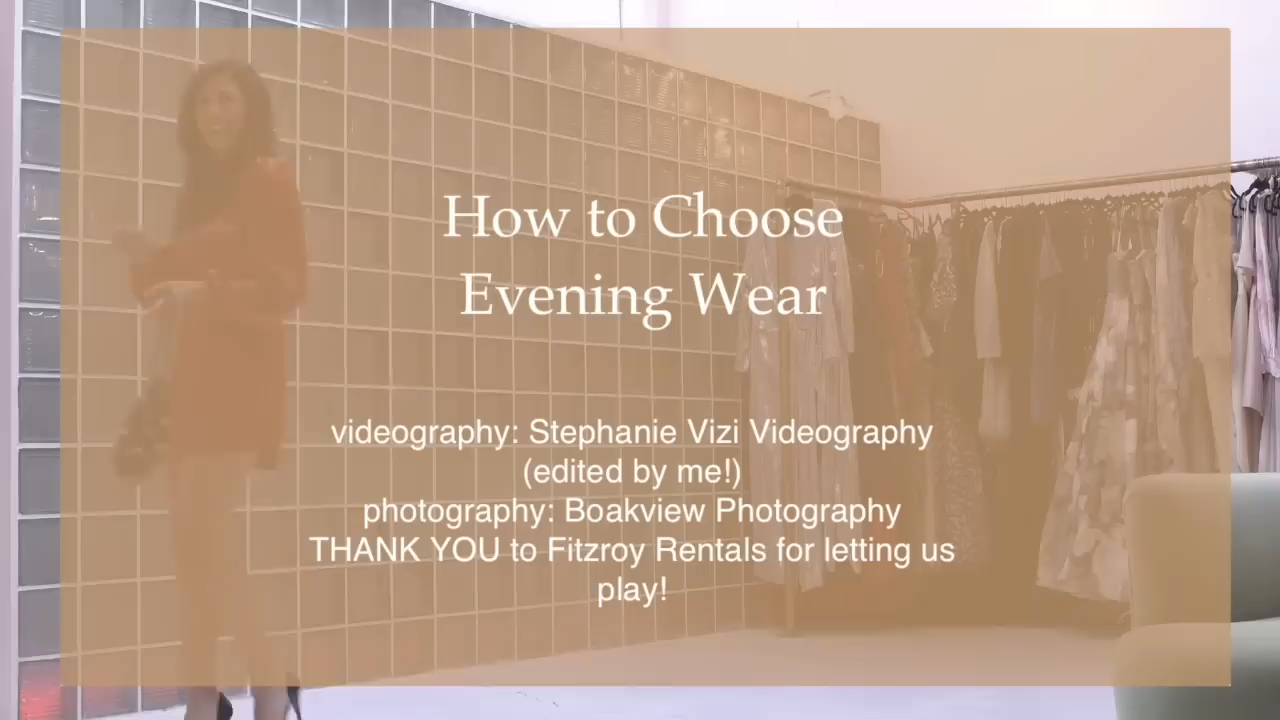 How to Choose
Evening Wear
videography: Stephanie Vizi Videography
(edited by me!)
photography: Boakview Photography
THANK YOU to Fitzroy Rentals for letting us
play!